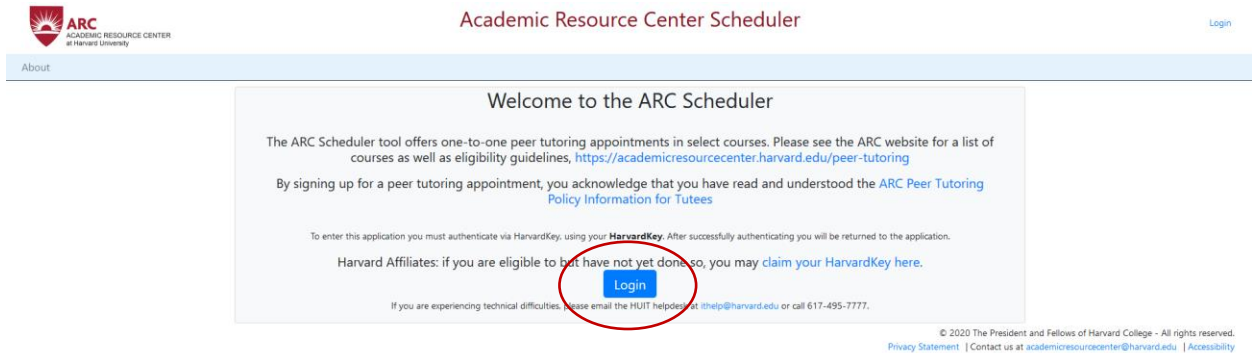 ARC
ACADEMIC RESOURCE CENTER
at Harvard University
Academic Resource Center Scheduler
Login
About
Welcome to the ARC Scheduler
The ARC Scheduler tool offers one-to-one peer tutoring appointments in select courses. Please see the ARC website for a list of
courses as well as eligibility guidelines, https://academicresourcecenter.harvard.edu/peer-tutoring
By signing up for a peer tutoring appointment, you acknowledge that you have read and understood the ARC Peer Tutoring
Policy Information for Tutees
To enter this application you must authenticate via HarvardKey, using your HarvardKey. After successfully authenticating you will be returned to the application.
Harvard Affiliates: if you are eligible to but have not yet done so, you may claim your HarvardKey here.
Login
If you are experiencing technical difficulties, please email the HUIT helpdesk at ithelp@harvard.edu or call 617-495-7777.
© 2020 The President and Fellows of Harvard College - All rights reserved.
Privacy Statement | Contact us at academicresourcecenter@harvard.edu | Accessibility